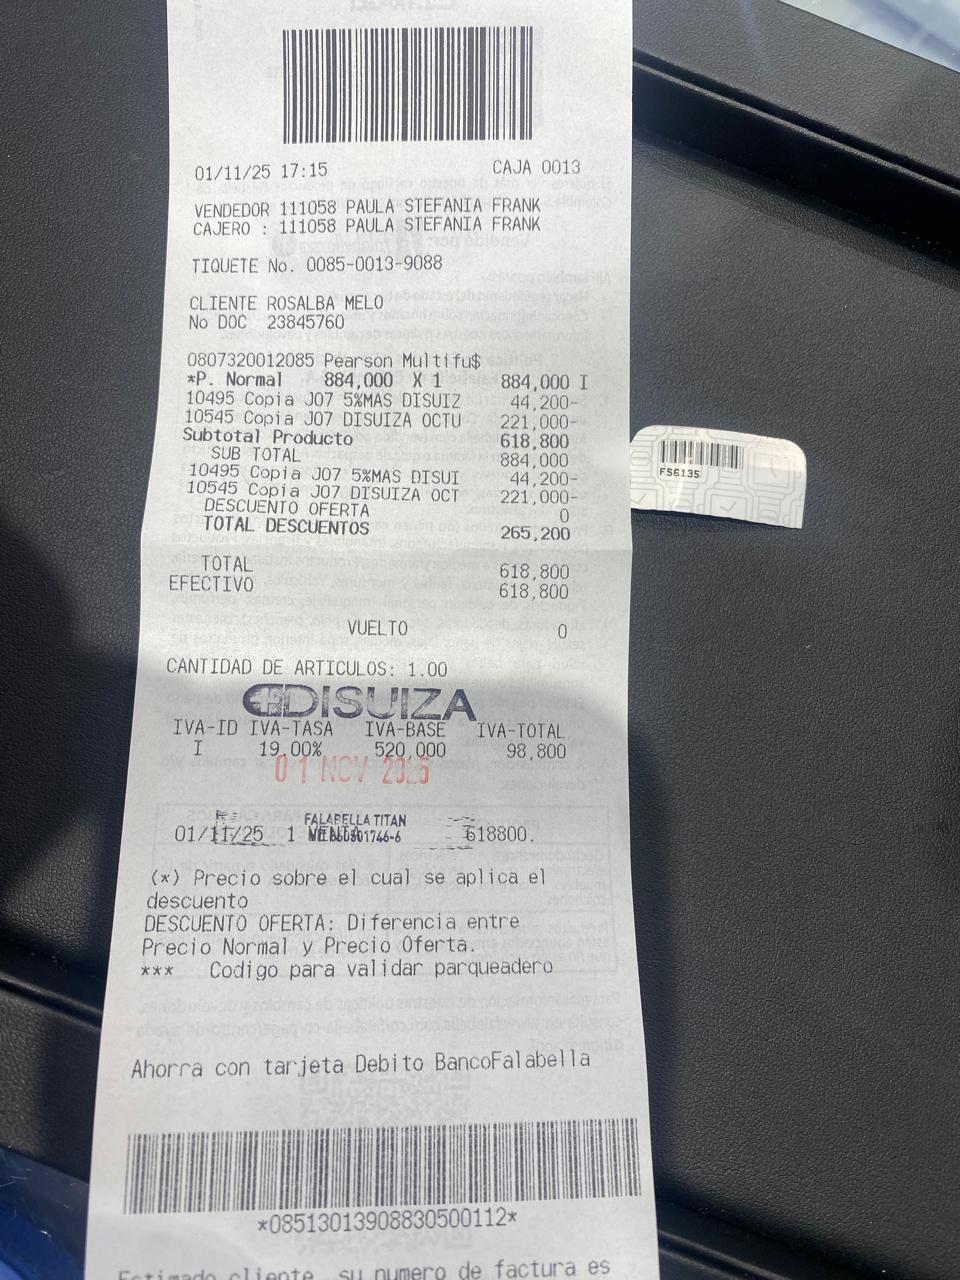 01/11/25 17:15 CAJA 0013
VENDEDOR 111058 PAULA STEFANIA FRANK
CAJERO : 111058 PAULA STEFANIA FRANK
TIQUETE No. 0085-0013-9088
CLIENTE ROSALBA MELO
No DOC 23845760
0807320012085 Pearson Multifu$
*P. Normal 884,000 X 1 884,000 I
10495 Copia J07 5%MAS DISUIZ 44,200-
10545 Copia J07 DISUIZA OCTU 221,000-
Subtotal Producto 618,800
SUB TOTAL 884,000
10495 Copia J07 5%MAS DISUI 44,200-
10545 Copia J07 DISUIZA OCT 221,000-
DESCUENTO OFERTA 0
TOTAL DESCUENTOS 265,200
TOTAL 618,800
EFECTIVO 618,800
VUELTO 0
CANTIDAD DE ARTICULOS: 1.00
DISUIZA
IVA-ID IVA-TASA IVA-BASE IVA-TOTAL
I 19,00% 520,000 98,800
01 NOV 2025
FALABELLA TITAN
01/11/25 1 VENTA 618800.
(*) Precio sobre el cual se aplica el
descuento
DESCUENTO OFERTA: Diferencia entre
Precio Normal y Precio Oferta.
*** Codigo para validar parqueadero
Ahorra con tarjeta Debito BancoFalabella
*08513013908830500112*
Estimado cliente, su numero de factura es
FS6135